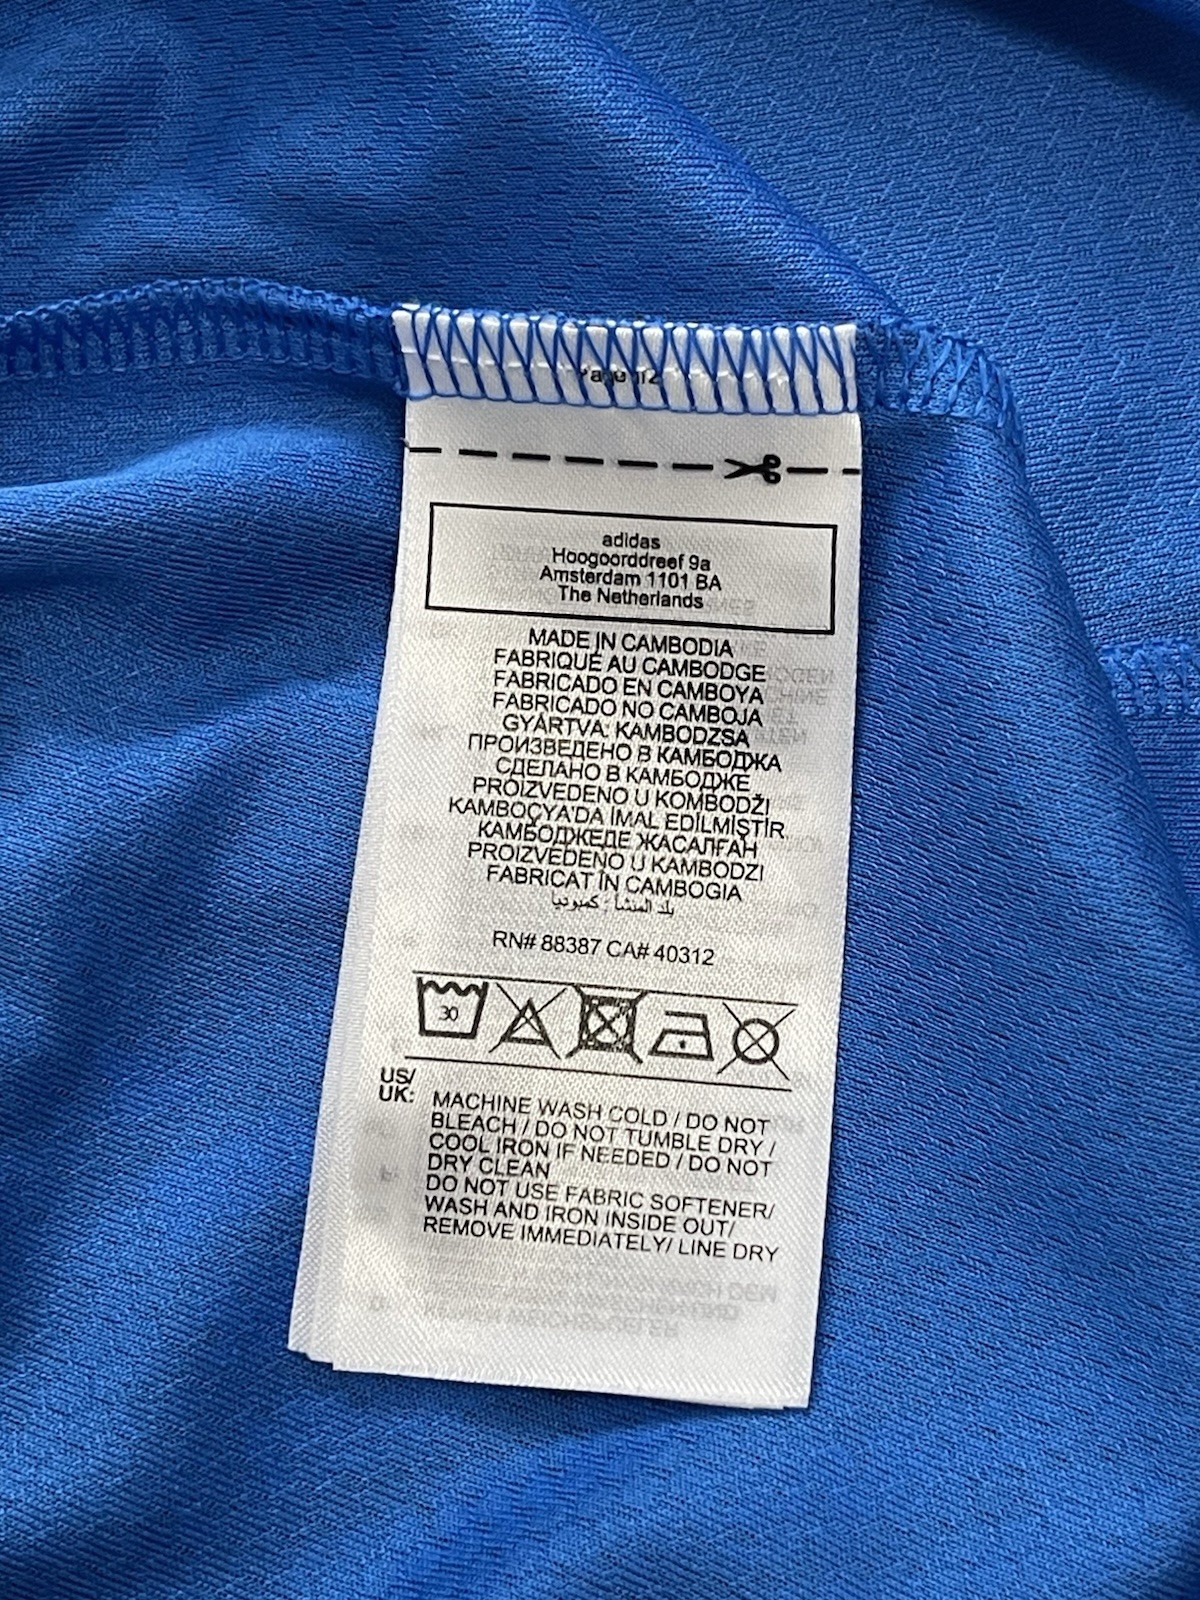 adidas
Hoogoorddreef 9a
Amsterdam 1101 BA
The Netherlands
MADE IN CAMBODIA
FABRIQUÉ AU CAMBODGE
FABRICADO EN CAMBOYA
FABRICADO NO CAMBOJA
GYÁRTVA: KAMBODZSA
ПРОИЗВЕДЕНО В КАМБОДЖА
СДЕЛАНО В КАМБОДЖЕ
PROIZVEDENO U KOMBODŽI
KAMBOÇYA'DA İMAL EDİLMİŞTİR
КАМБОДЖЕДЕ ЖАСАЛҒАН
PROIZVEDENO U KAMBODZI
FABRICAT ÎN CAMBOGIA
بلد المنشأ: كمبوديا
RN# 88387 CA# 40312
30
US/
UK:
MACHINE WASH COLD / DO NOT
BLEACH / DO NOT TUMBLE DRY /
COOL IRON IF NEEDED / DO NOT
DRY CLEAN
DO NOT USE FABRIC SOFTENER/
WASH AND IRON INSIDE OUT/
REMOVE IMMEDIATELY/ LINE DRY